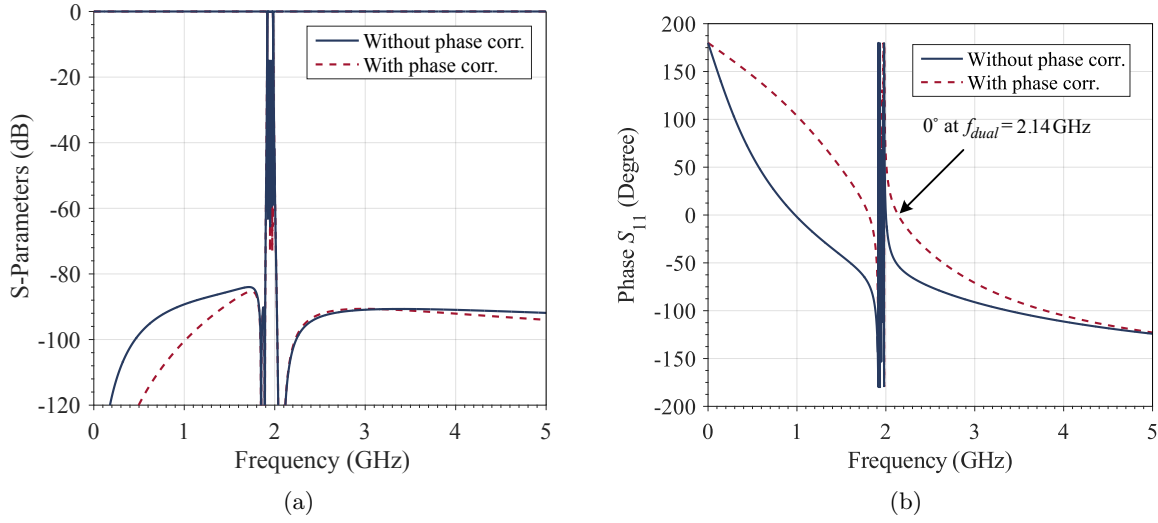 0
-20
-40
-60
-80
-100
-120
0
1
2
3
4
5
S-Parameters (dB)
Frequency (GHz)
Without phase corr.
With phase corr.
(a)
200
150
100
50
0
-50
-100
-150
-200
0
1
2
3
4
5
Phase S11 (Degree)
Frequency (GHz)
Without phase corr.
With phase corr.
0° at fdual = 2.14 GHz
(b)